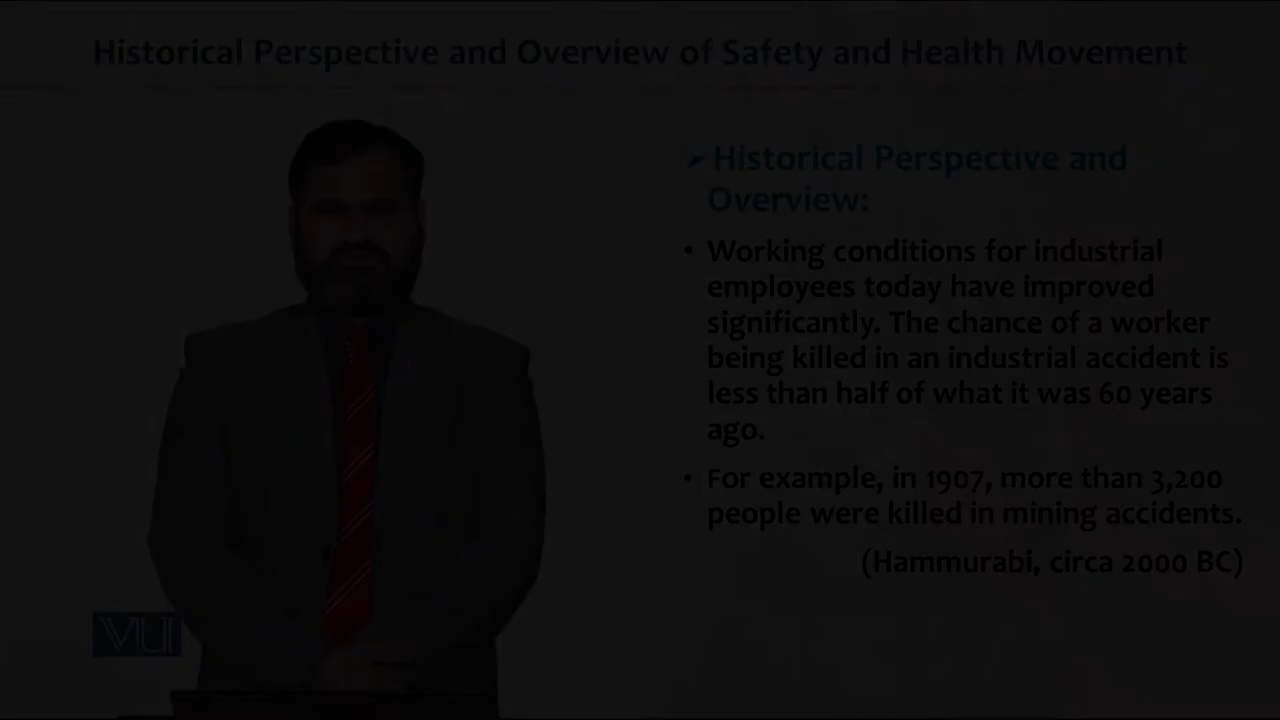 Historical Perspective and Overview of Safety and Health Movement
➤Historical Perspective and
Overview:
• Working conditions for industrial
employees today have improved
significantly. The chance of a worker
being killed in an industrial accident is
less than half of what it was 60 years
ago.
• For example, in 1907, more than 3,200
people were killed in mining accidents.
(Hammurabi, circa 2000 BC)
VU